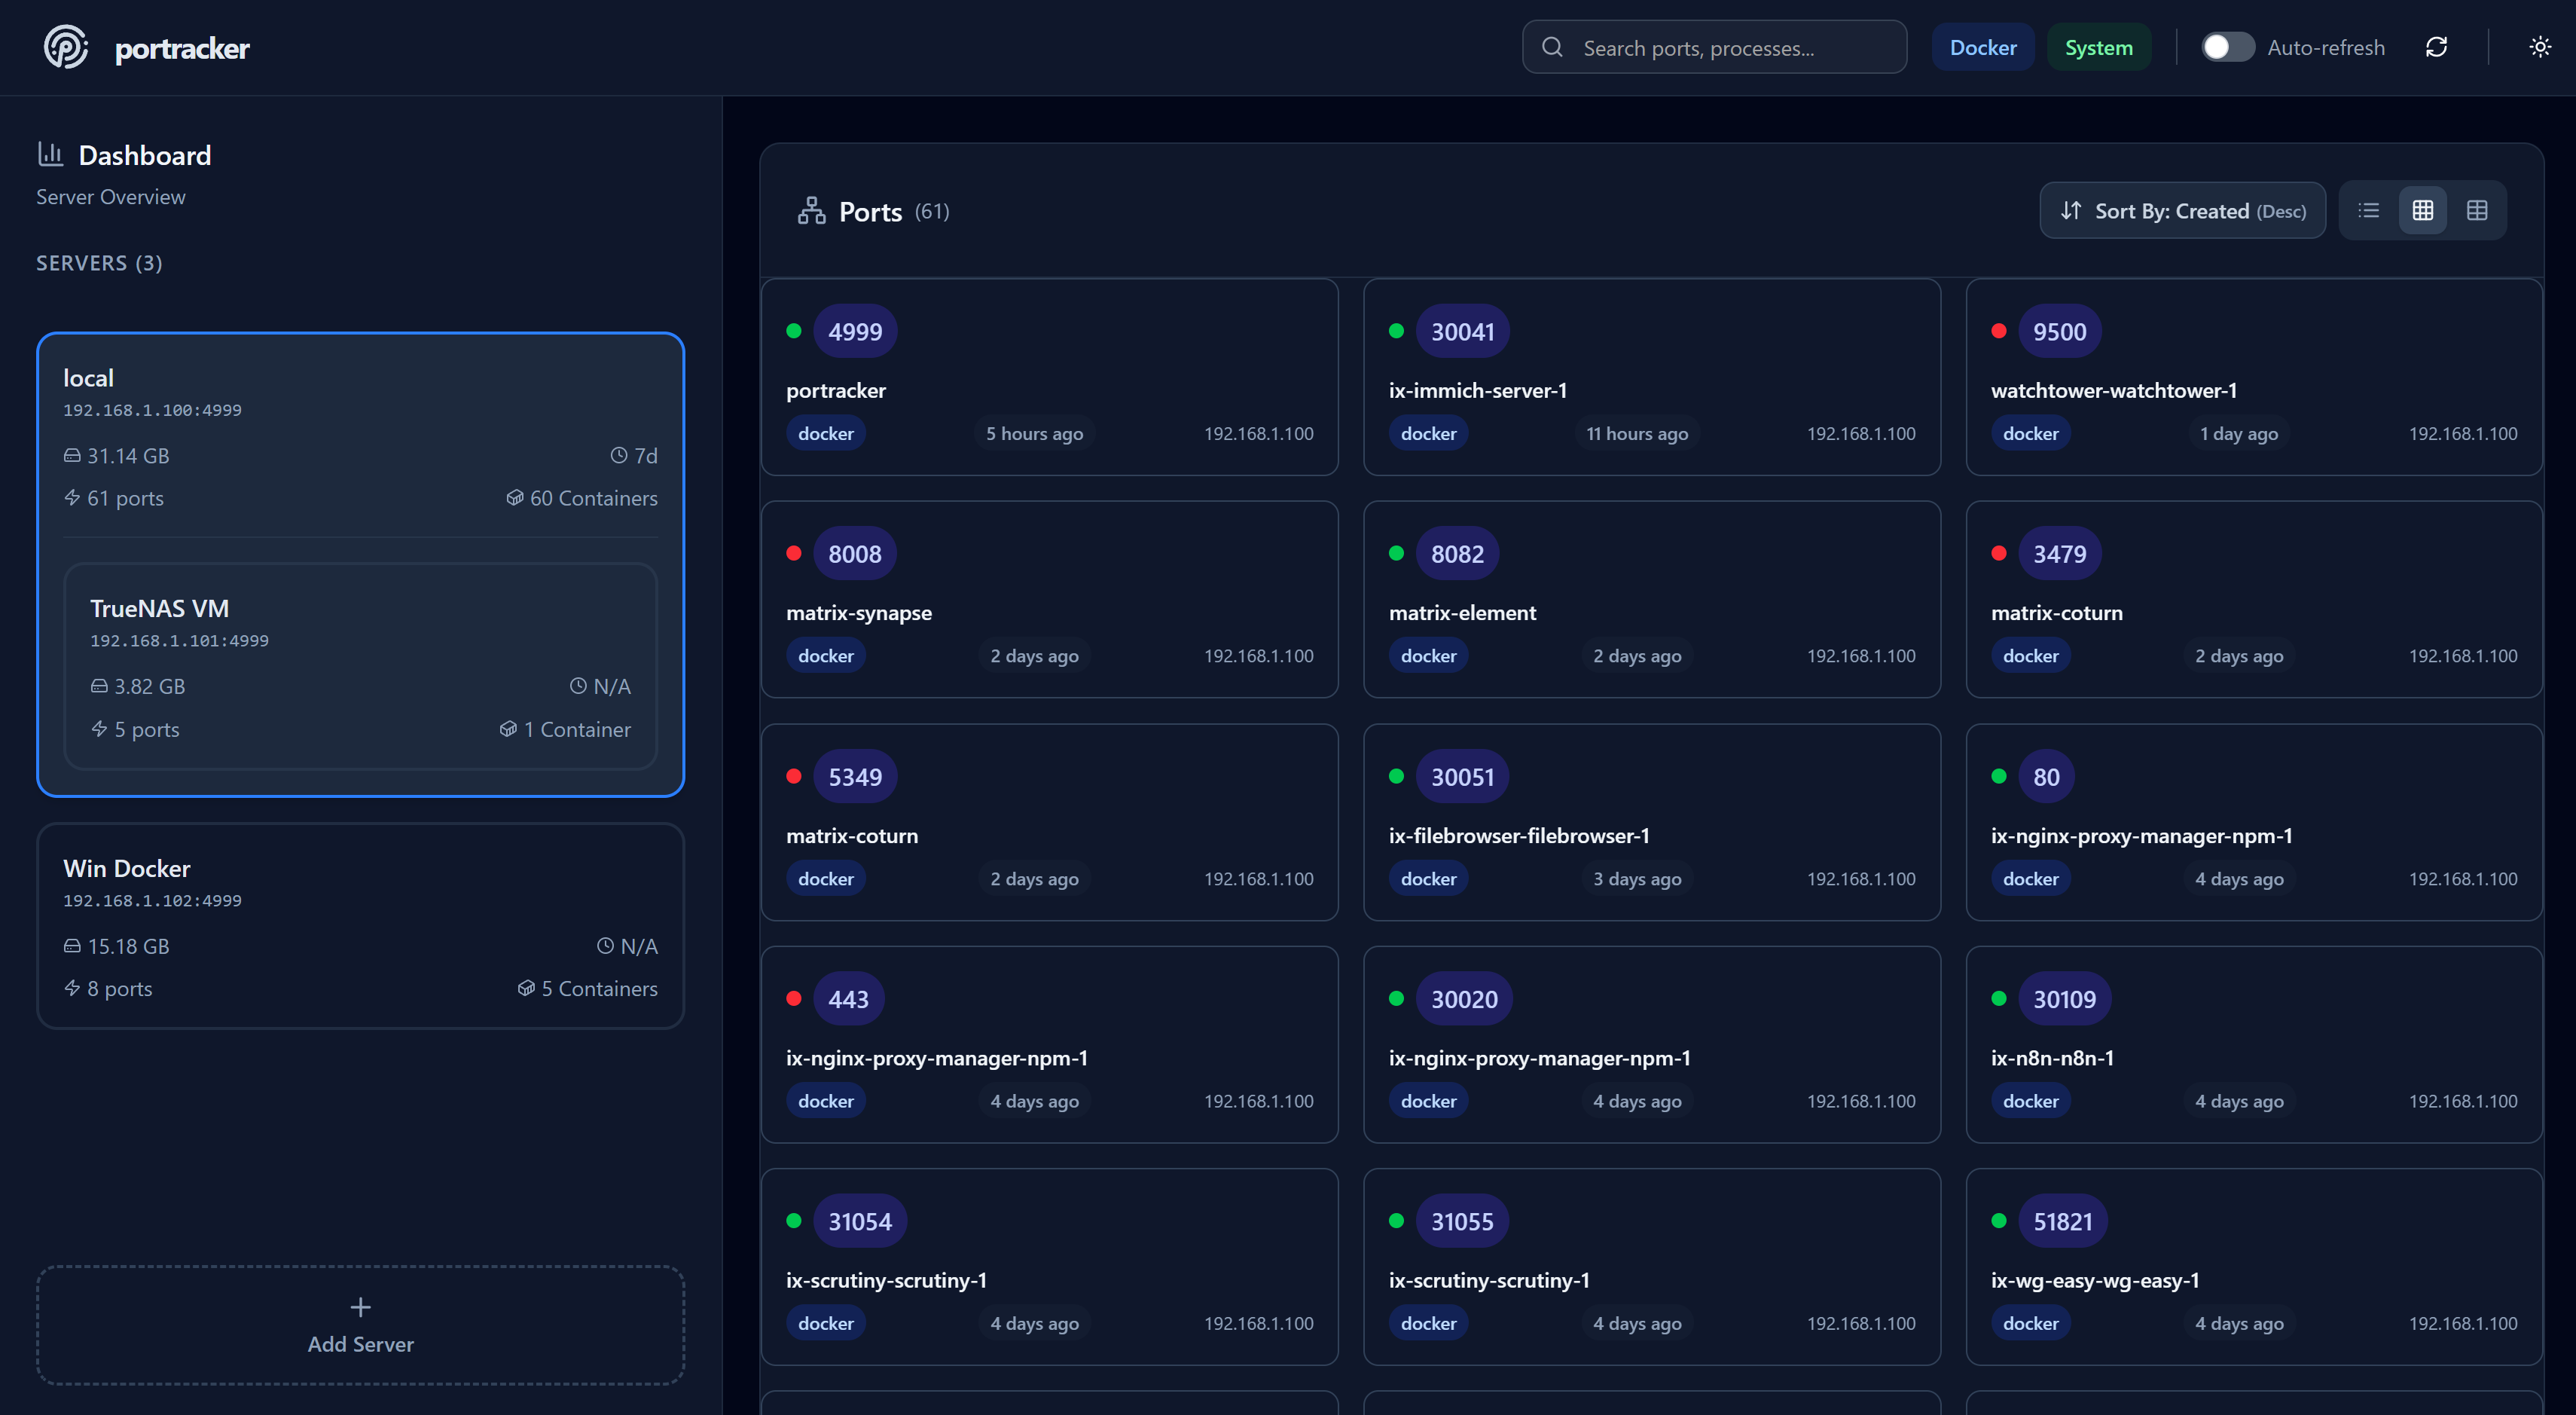 portracker
Search ports, processes...
Docker
System
Auto-refresh
Dashboard
Server Overview
SERVERS (3)
local
192.168.1.100:4999
31.14 GB
7d
61 ports
60 Containers
TrueNAS VM
192.168.1.101:4999
3.82 GB
N/A
5 ports
1 Container
Win Docker
192.168.1.102:4999
15.18 GB
N/A
8 ports
5 Containers
Add Server
Ports (61)
Sort By: Created (Desc)
4999
portracker
docker
5 hours ago
192.168.1.100
30041
ix-immich-server-1
docker
11 hours ago
192.168.1.100
9500
watchtower-watchtower-1
docker
1 day ago
192.168.1.100
8008
matrix-synapse
docker
2 days ago
192.168.1.100
8082
matrix-element
docker
2 days ago
192.168.1.100
3479
matrix-coturn
docker
2 days ago
192.168.1.100
5349
matrix-coturn
docker
2 days ago
192.168.1.100
30051
ix-filebrowser-filebrowser-1
docker
3 days ago
192.168.1.100
80
ix-nginx-proxy-manager-npm-1
docker
4 days ago
192.168.1.100
443
ix-nginx-proxy-manager-npm-1
docker
4 days ago
192.168.1.100
30020
ix-nginx-proxy-manager-npm-1
docker
4 days ago
192.168.1.100
30109
ix-n8n-n8n-1
docker
4 days ago
192.168.1.100
31054
ix-scrutiny-scrutiny-1
docker
4 days ago
192.168.1.100
31055
ix-scrutiny-scrutiny-1
docker
4 days ago
192.168.1.100
51821
ix-wg-easy-wg-easy-1
docker
4 days ago
192.168.1.100